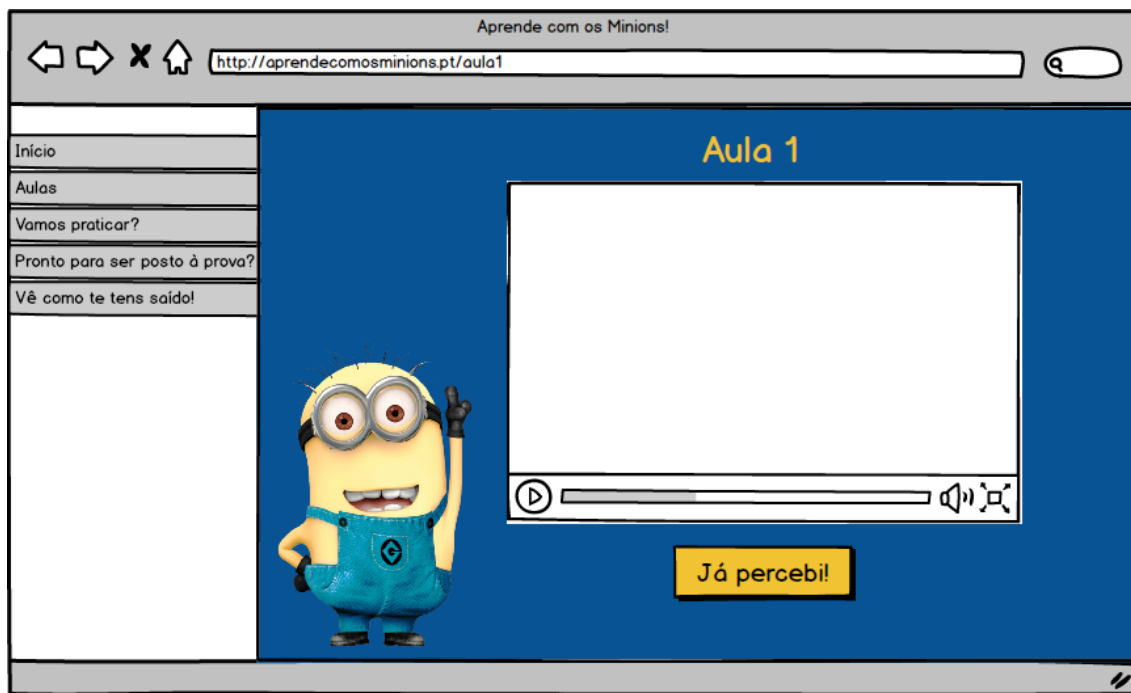 Aprende com os Minions!
http://aprendecomosminions.pt/aula1
Início
Aulas
Vamos praticar?
Pronto para ser posto à prova?
Vê como te tens saído!
Aula 1
Já percebi!